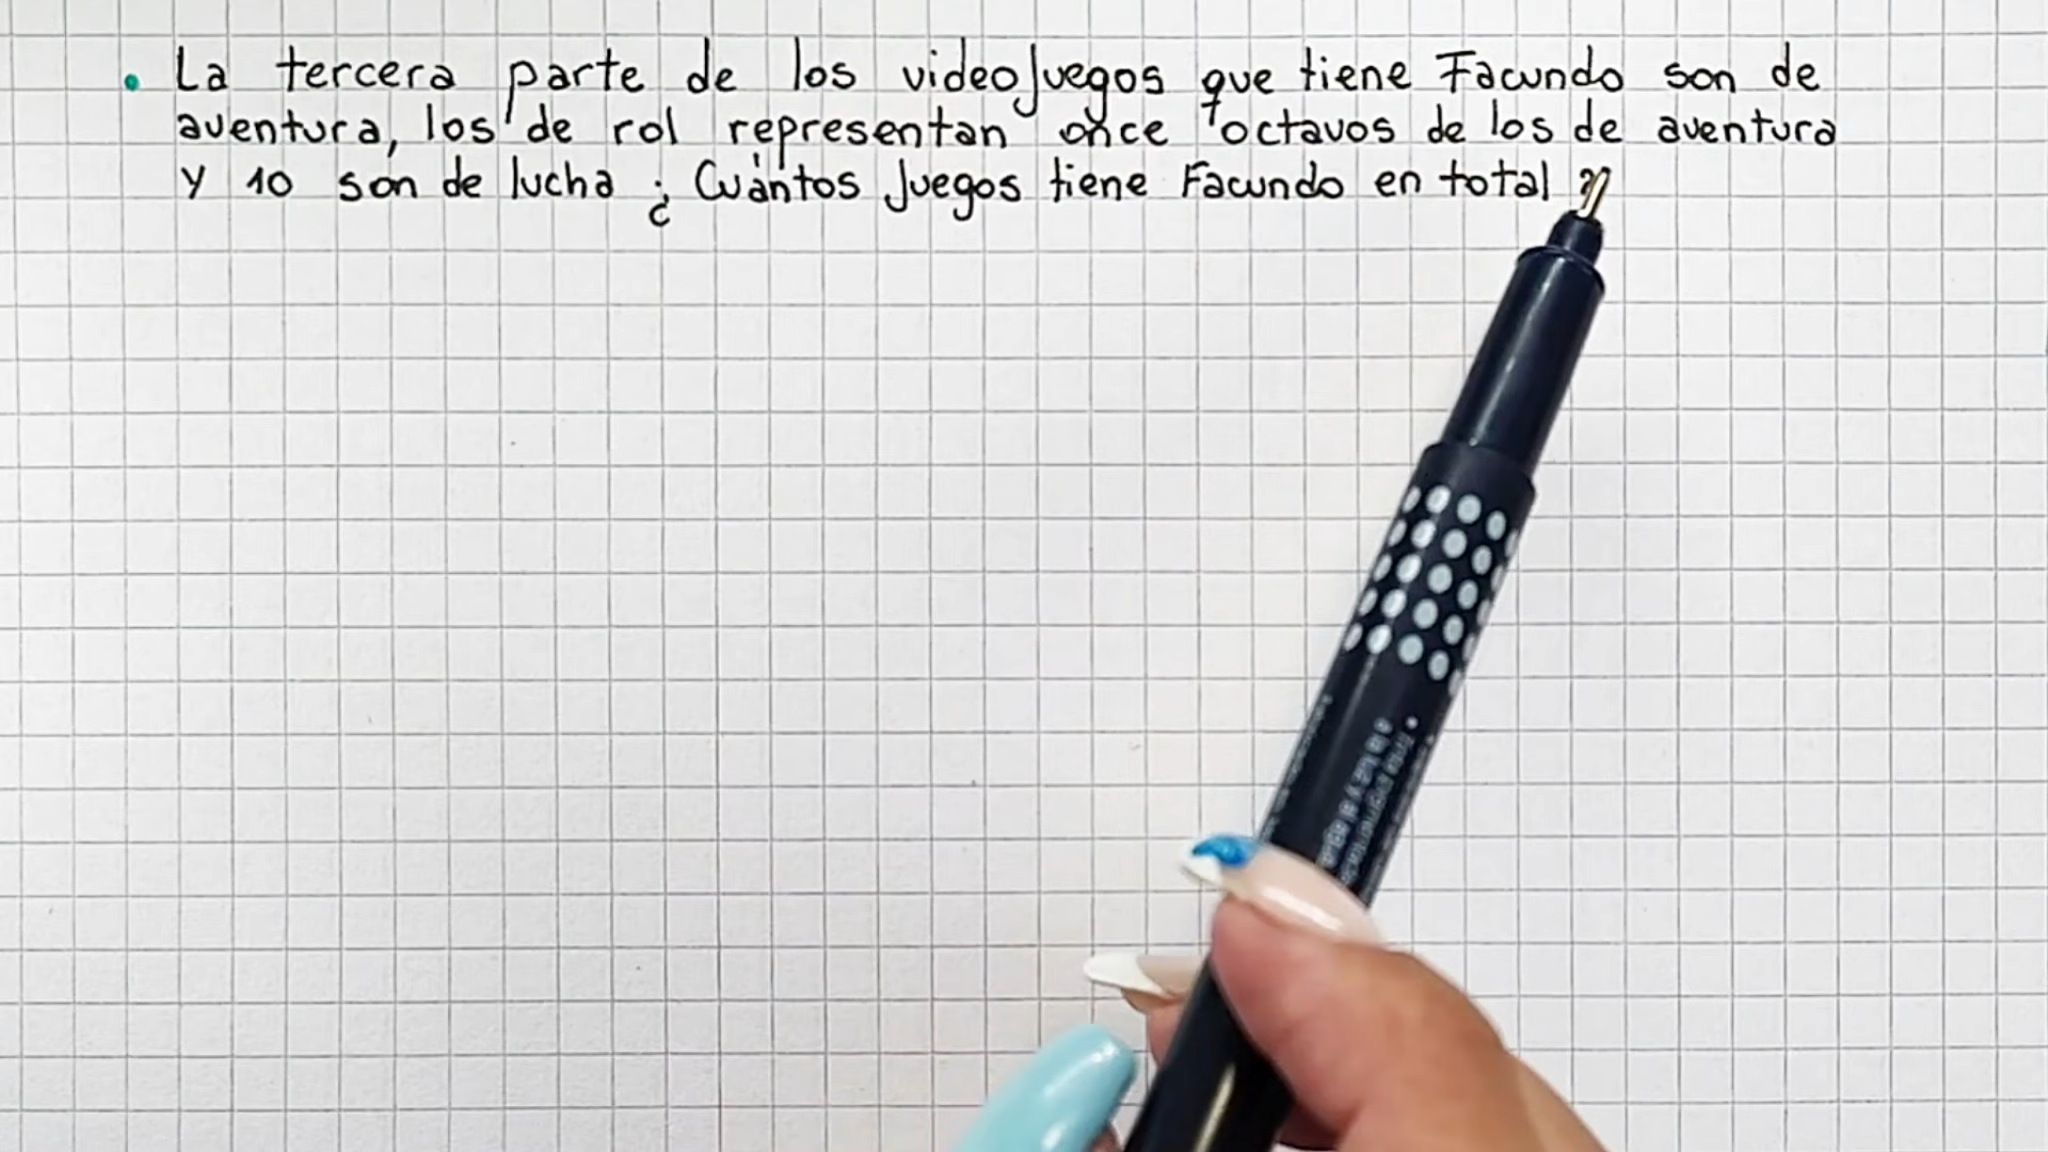 • La tercera parte de los videojuegos que tiene Facundo son de
aventura, los de rol representan once octavos de los de aventura
y 10 son de lucha ¿ Cuántos juegos tiene Facundo en total ?